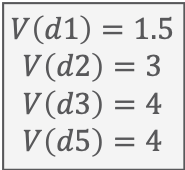 V(d1) = 1.5
V(d2) = 3
V(d3) = 4
V(d5) = 4